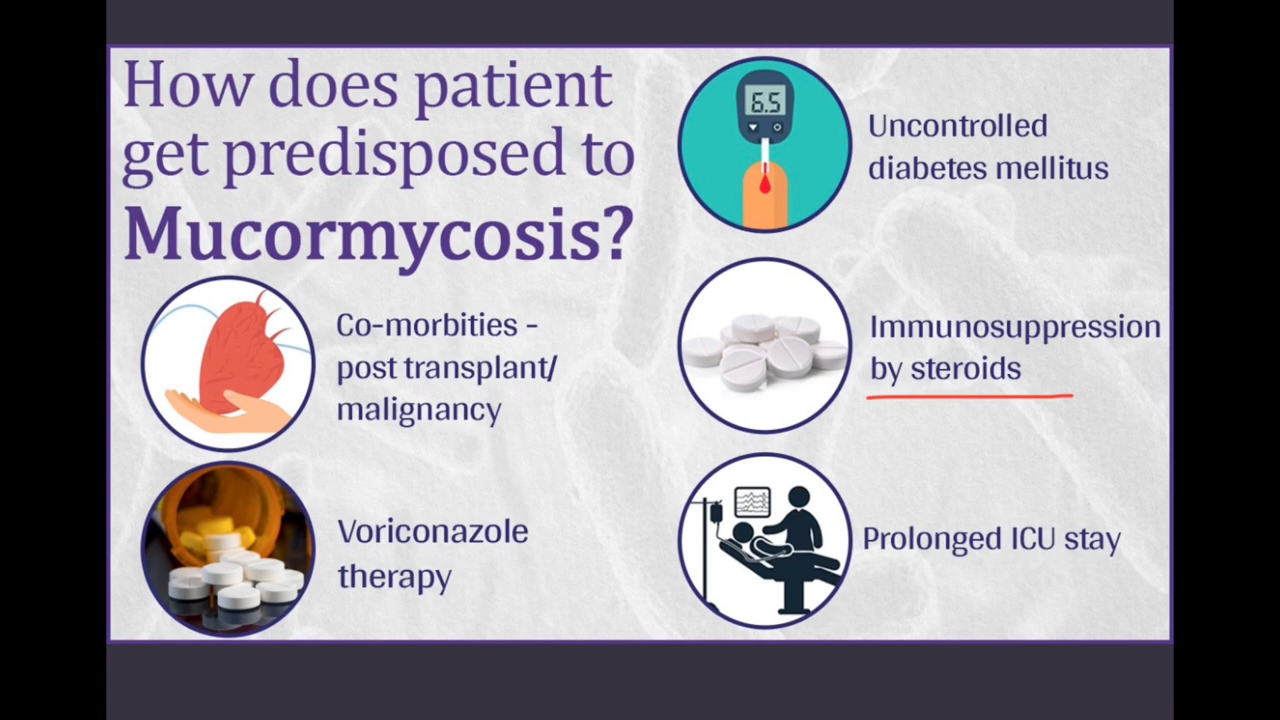 How does patient
get predisposed to
Mucormycosis?
6.5
Uncontrolled
diabetes mellitus
Co-morbities -
post transplant/
malignancy
Immunosuppression
by steroids
Voriconazole
therapy
Prolonged ICU stay